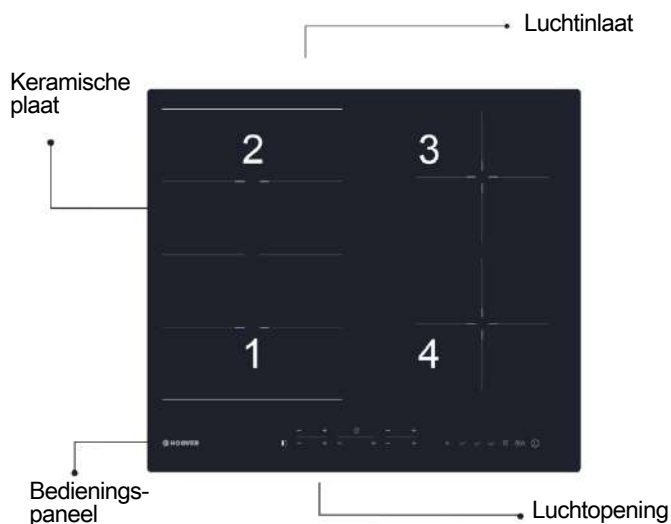 Luchtinlaat
Keramische
plaat
2
3
1
4
HOOVER
Bedienings-
paneel
Luchtopening